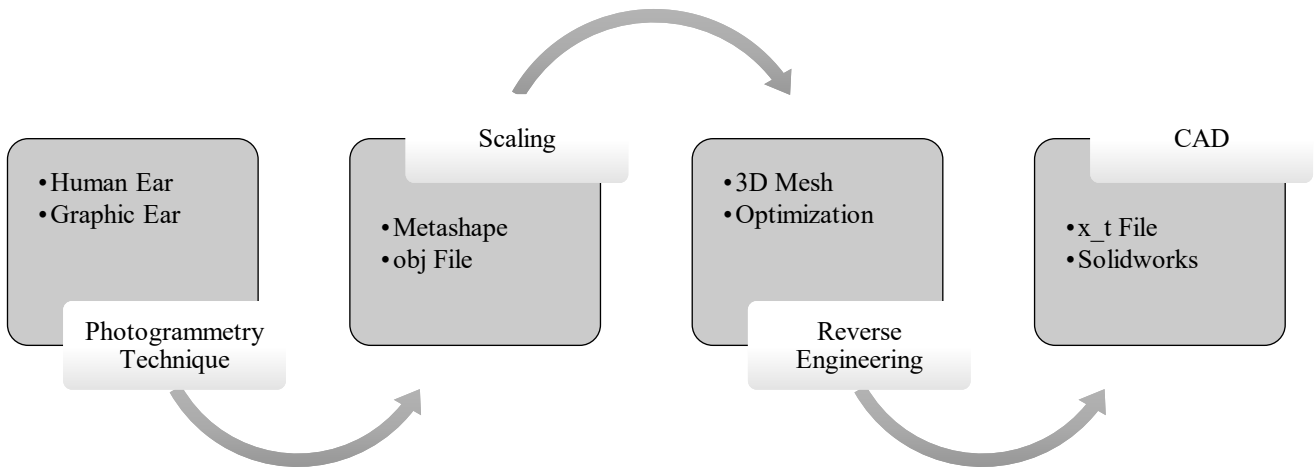 •Human Ear
•Graphic Ear
Photogrammetry
Technique
Scaling
•Metashape
•obj File
•3D Mesh
•Optimization
Reverse
Engineering
CAD
•x_t File
•Solidworks